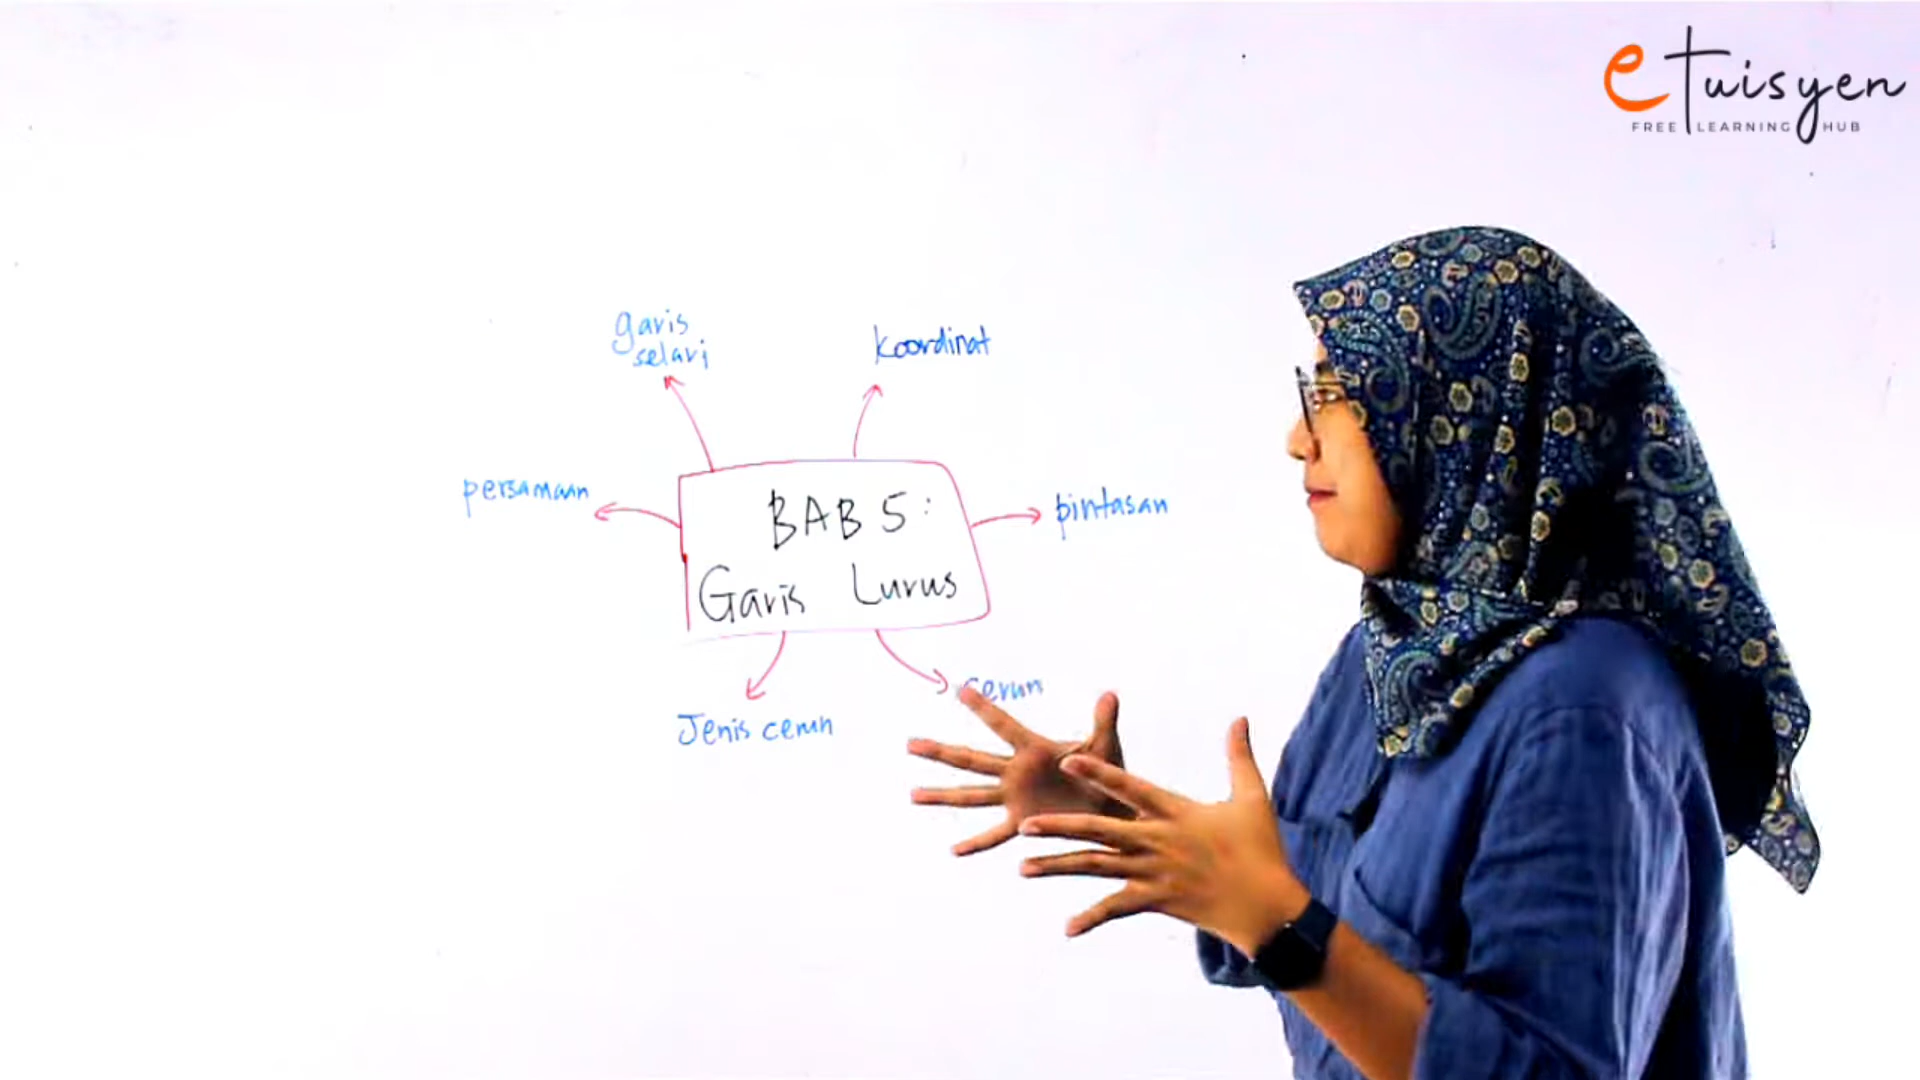 eTuisyen
FREE LEARNING HUB
garis
selari
koordinat
persamaan
BAB 5:
Garis Lurus
pintasan
cerun
Jenis cerun